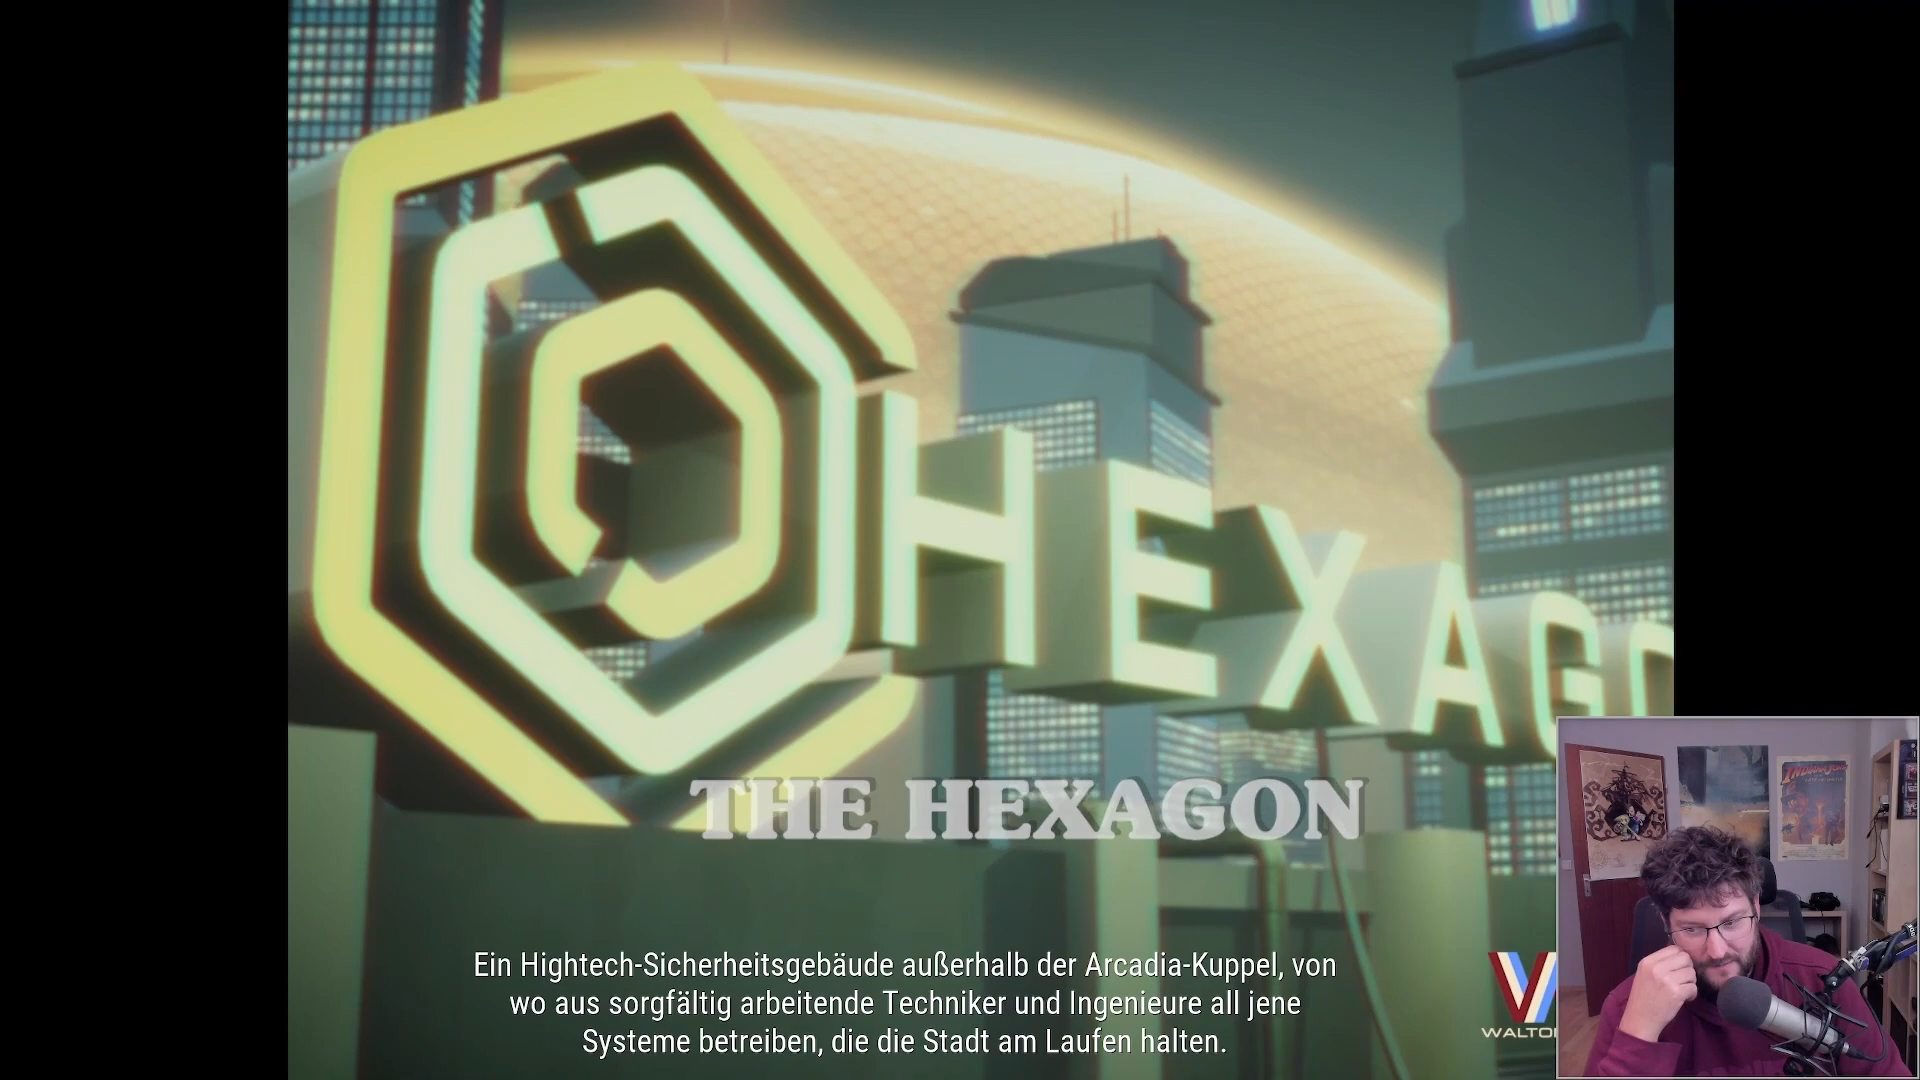 HEXAGO
THE HEXAGON
Ein Hightech-Sicherheitsgebäude außerhalb der Arcadia-Kuppel, von
wo aus sorgfältig arbeitende Techniker und Ingenieure all jene
Systeme betreiben, die die Stadt am Laufen halten.
WALTO